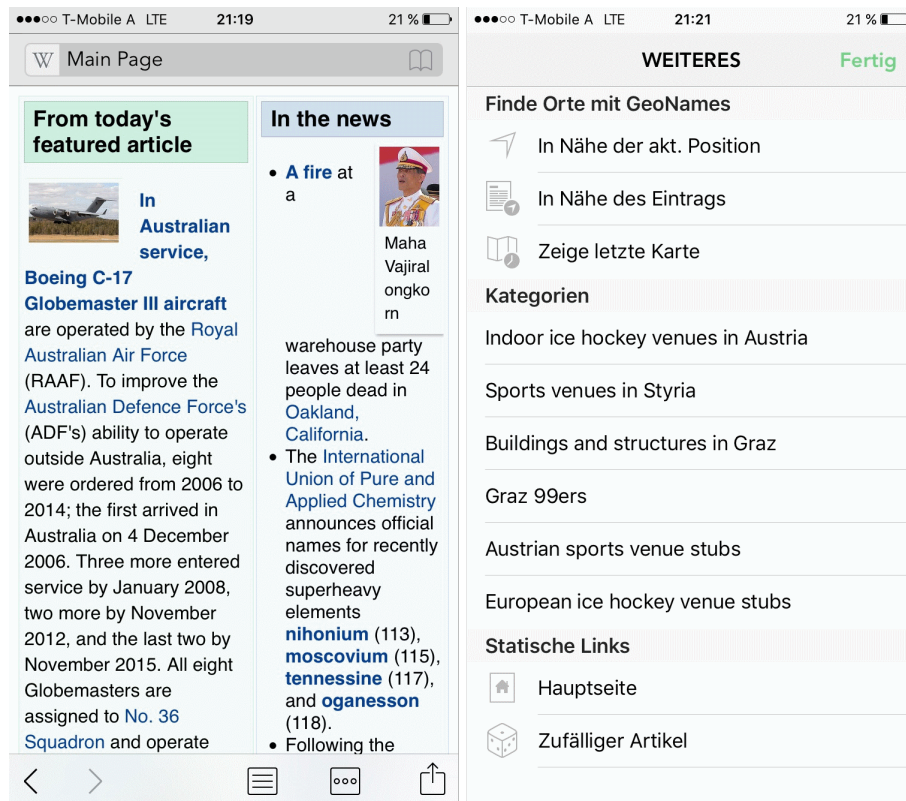 T-Mobile A LTE 21:19 21 %
W Main Page
From today's
featured article
In
Australian
service,
Boeing C-17
Globemaster III aircraft
are operated by the Royal
Australian Air Force
(RAAF). To improve the
Australian Defence Force's
(ADF's) ability to operate
outside Australia, eight
were ordered from 2006 to
2014; the first arrived in
Australia on 4 December
2006. Three more entered
service by January 2008,
two more by November
2012, and the last two by
November 2015. All eight
Globemasters are
assigned to No. 36
Squadron and operate
In the news
• A fire at
a
Maha
Vajiral
ongko
rn
warehouse party
leaves at least 24
people dead in
Oakland,
California.
• The International
Union of Pure and
Applied Chemistry
announces official
names for recently
discovered
superheavy
elements
nihonium (113),
moscovium (115),
tennessine (117),
and oganesson
(118).
• Following the
T-Mobile A LTE 21:21 21 %
WEITERES Fertig
Finde Orte mit GeoNames
In Nähe der akt. Position
In Nähe des Eintrags
Zeige letzte Karte
Kategorien
Indoor ice hockey venues in Austria
Sports venues in Styria
Buildings and structures in Graz
Graz 99ers
Austrian sports venue stubs
European ice hockey venue stubs
Statische Links
Hauptseite
Zufälliger Artikel